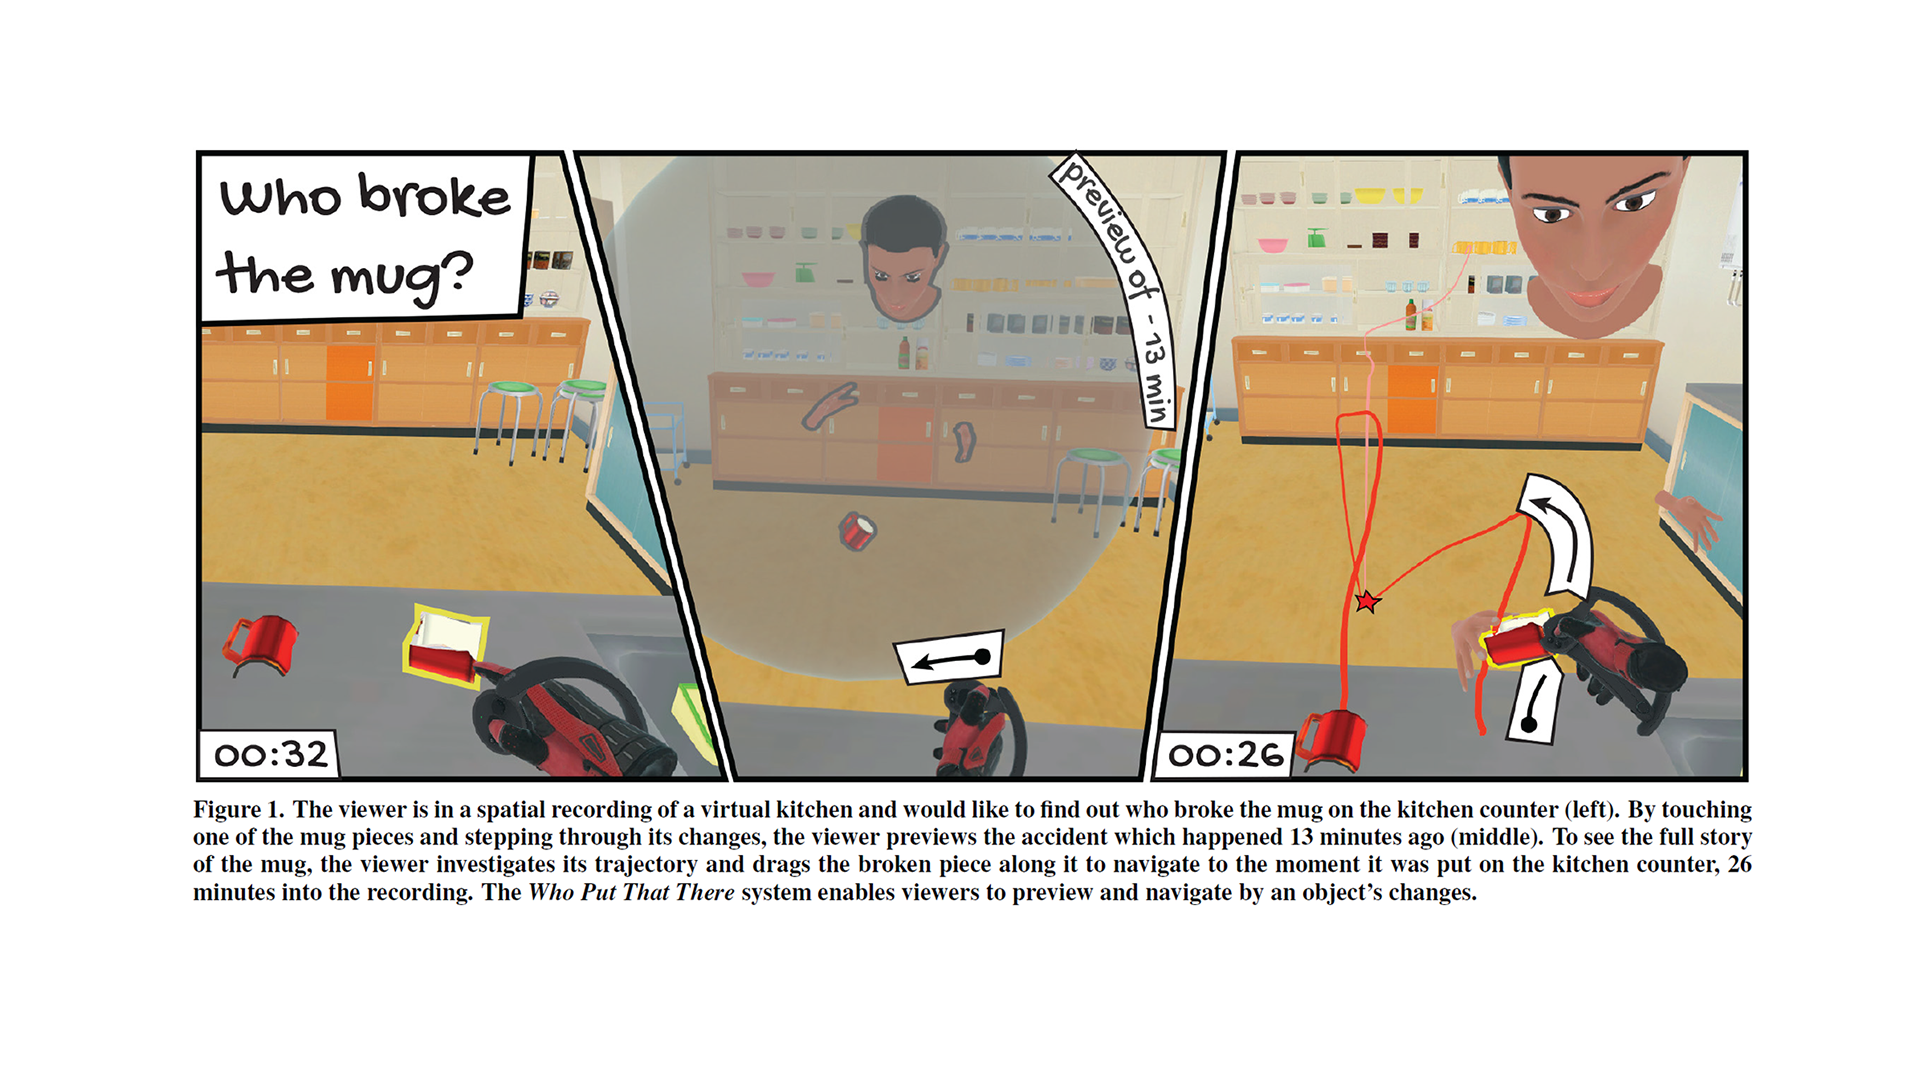 Who broke
the mug?
00:32
preview of - 13 min
00:26
Figure 1. The viewer is in a spatial recording of a virtual kitchen and would like to find out who broke the mug on the kitchen counter (left). By touching
one of the mug pieces and stepping through its changes, the viewer previews the accident which happened 13 minutes ago (middle). To see the full story
of the mug, the viewer investigates its trajectory and drags the broken piece along it to navigate to the moment it was put on the kitchen counter, 26
minutes into the recording. The Who Put That There system enables viewers to preview and navigate by an object's changes.